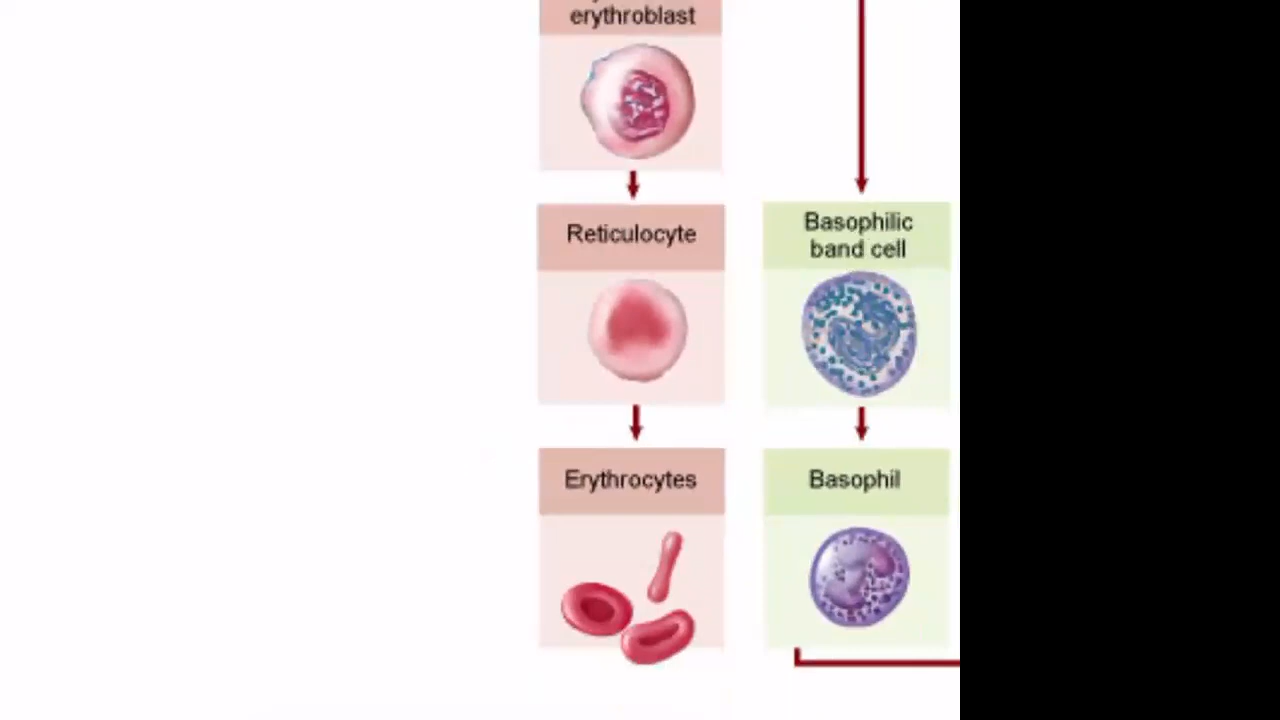 erythroblast
Reticulocyte
Basophilic
band cell
Erythrocytes
Basophil